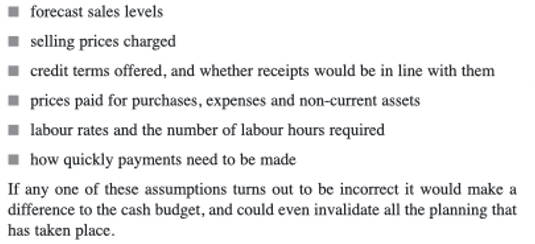 ■ forecast sales levels
■ selling prices charged
■ credit terms offered, and whether receipts would be in line with them
■ prices paid for purchases, expenses and non-current assets
■ labour rates and the number of labour hours required
■ how quickly payments need to be made
If any one of these assumptions turns out to be incorrect it would make a
difference to the cash budget, and could even invalidate all the planning that
has taken place.